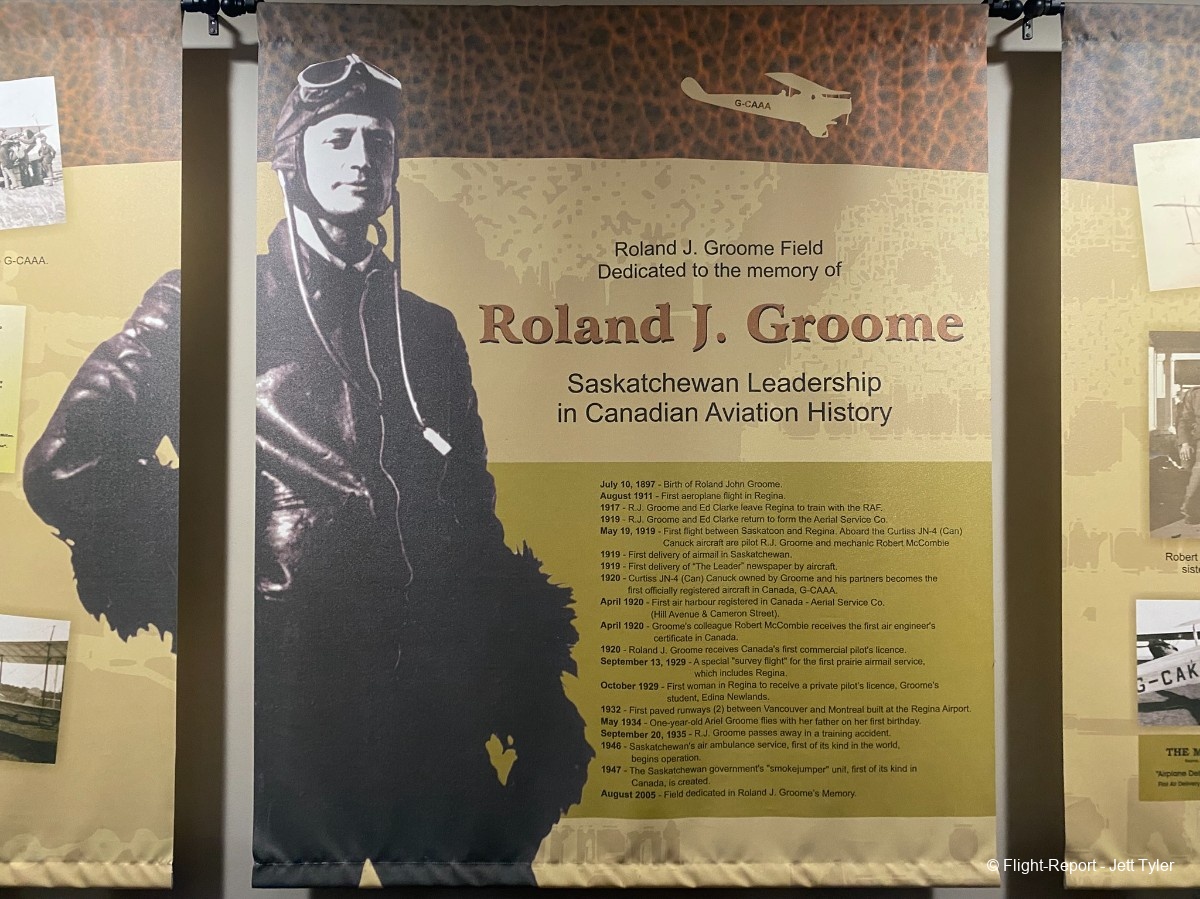 G-CAAA
Roland J. Groome Field
Dedicated to the memory of
Roland J. Groome
Saskatchewan Leadership
in Canadian Aviation History
July 10, 1897 - Birth of Roland John Groome.
August 1911 - First aeroplane flight in Regina.
1917 - R.J. Groome and Ed Clarke leave Regina to train with the RAF.
1919 - R.J. Groome and Ed Clarke return to form the Aerial Service Co.
May 19, 1919 - First flight between Saskatoon and Regina. Aboard the Curtiss JN-4 (Can)
Canuck aircraft are pilot R.J. Groome and mechanic Robert McCombie
1919 - First delivery of airmail in Saskatchewan.
1919 - First delivery of "The Leader" newspaper by aircraft.
1920 - Curtiss JN-4 (Can) Canuck owned by Groome and his partners becomes the
first officially registered aircraft in Canada, G-CAAA.
April 1920 - First air harbour registered in Canada - Aerial Service Co.
(Hill Avenue & Cameron Street).
April 1920 - Groome's colleague Robert McCombie receives the first air engineer's
certificate in Canada.
1920 - Roland J. Groome receives Canada's first commercial pilot's licence.
September 13, 1929 - A special "survey flight" for the first prairie airmail service,
which includes Regina.
October 1929 - First woman in Regina to receive a private pilot's licence, Groome's
student, Edina Newlands.
1932 - First paved runways (2) between Vancouver and Montreal built at the Regina Airport.
May 1934 - One-year-old Ariel Groome flies with her father on her first birthday.
September 20, 1935 - R.J. Groome passes away in a training accident.
1946 - Saskatchewan's air ambulance service, first of its kind in the world,
begins operation.
1947 - The Saskatchewan government's "smokejumper" unit, first of its kind in
Canada, is created.
August 2005 - Field dedicated in Roland J. Groome's Memory.
G-CAAA.
Robert
G-CAK
THE M
"Airplane Del
First Air Delivery
© Flight-Report - Jett Tyler